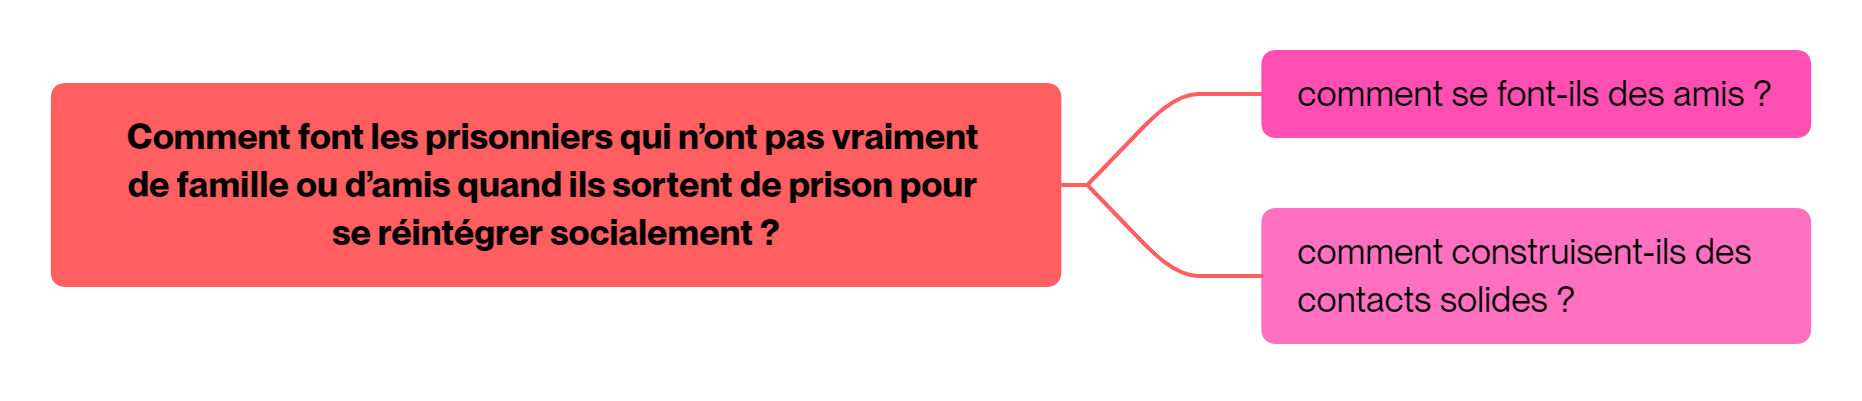 Comment font les prisonniers qui n’ont pas vraiment
de famille ou d’amis quand ils sortent de prison pour
se réintégrer socialement ?
comment se font-ils des amis ?
comment construisent-ils des
contacts solides ?